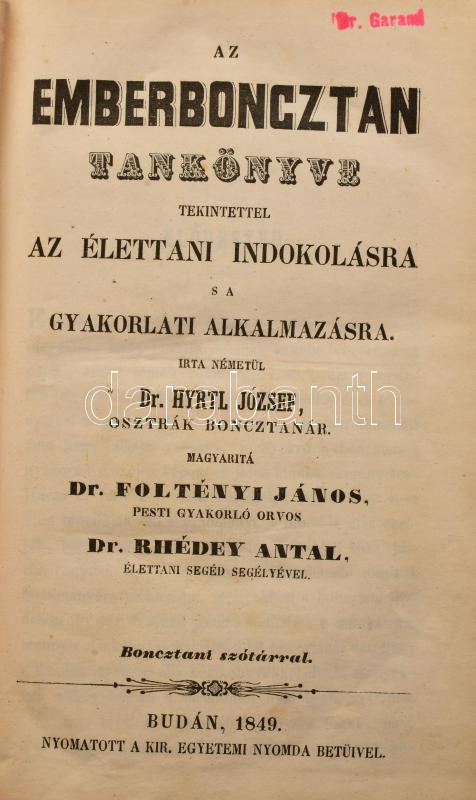 Dr. Garami
AZ
EMBERBONCZTAN
TANKÖNYVE
TEKINTETTEL
AZ ÉLETTANI INDOKOLÁSRA
S A
GYAKORLATI ALKALMAZÁSRA.
IRTA NÉMETÜL
Dr. HYRTL JÓZSEF,
OSZTRÁK BONCZTANÁR.
darabanth
MAGYARITÁ
Dr. FOLTÉNYI JÁNOS,
PESTI GYAKORLÓ ORVOS
Dr. RHÉDEY ANTAL,
ÉLETTANI SEGÉD SEGÉLYÉVEL.
Boncztani szótárral.
BUDÁN, 1849.
NYOMATOTT A KIR. EGYETEMI NYOMDA BETÜIVEL.